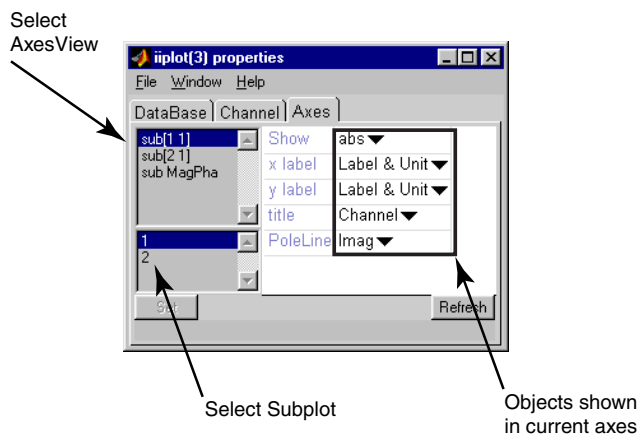 Select
AxesView
iiplot(3) properties
File Window Help
DataBase Channel Axes
sub[1 1]
sub[2 1]
sub MagPha
Show abs
x label Label & Unit
y label Label & Unit
title Channel
1
2
PoleLine Imag
Set Refresh
Select Subplot
Objects shown
in current axes